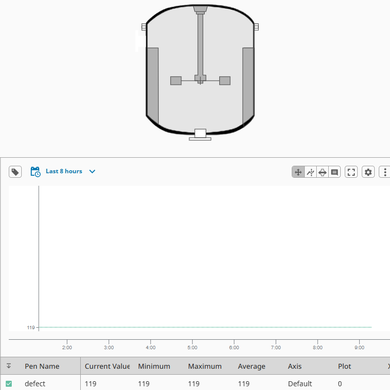 Last 8 hours
119
2:00 3:00 4:00 5:00 6:00 7:00 8:00 9:00
Pen Name Current Value Minimum Maximum Average Axis Plot
defect 119 119 119 119 Default 0